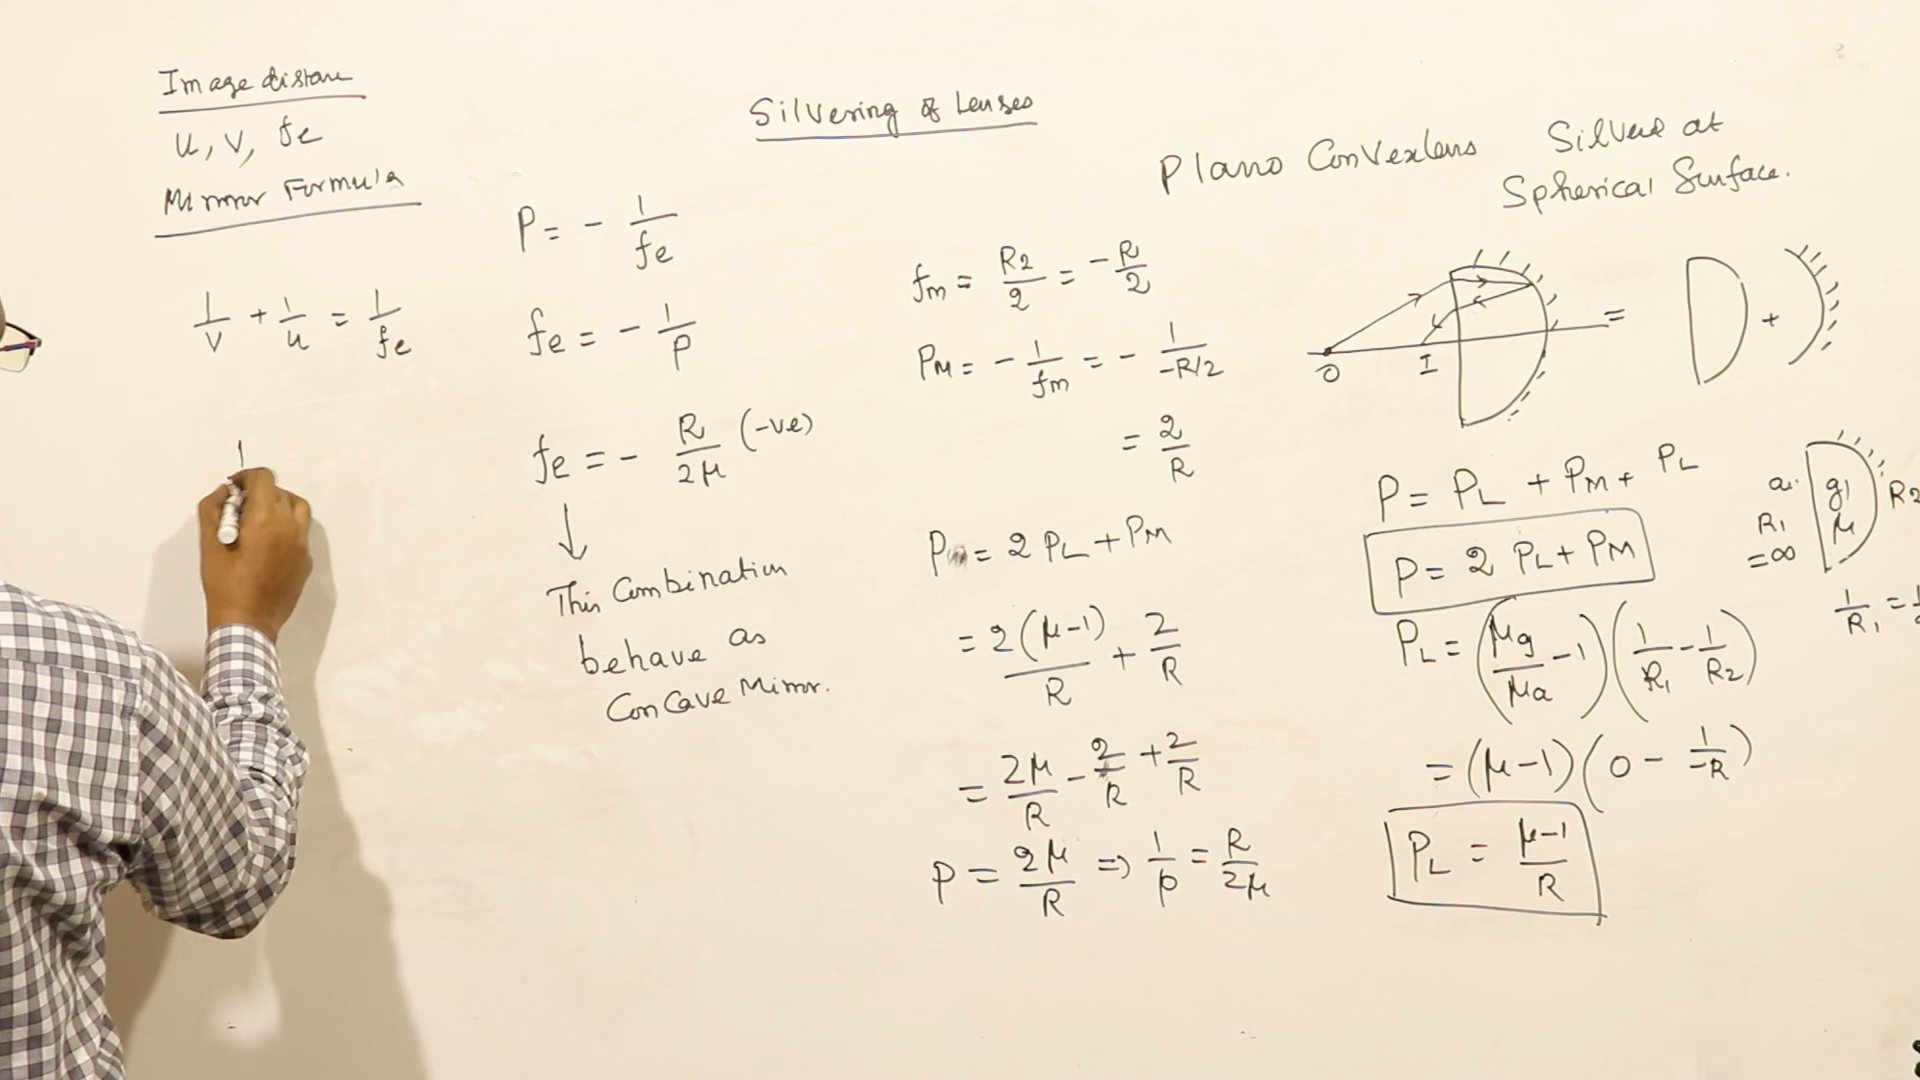 Image distan
u, v, fe
Mirror Formula
1/v + 1/u = 1/fe
1
Silvering of Lenses
P = - 1/fe
fe = - 1/P
fe = - R/2μ (-ve)
↓
This Combination
behave as
Concave Mirror.
fm = R2/2 = -R/2
PM = - 1/fm = - 1/-R/2
= 2/R
P = 2 PL + PM
= 2(μ-1)/R + 2/R
= 2μ/R - 2/R + 2/R
P = 2μ/R => 1/P = R/2μ
Plano Convex lens Silved at
Spherical Surface.
O I = +
P = PL + PM + PL
P = 2 PL + PM
PL = (μg/μa - 1)(1/R1 - 1/R2)
= (μ-1)(0 - 1/-R)
PL = μ-1/R
a. g R2
R1 μ
= ∞
1/R1 =